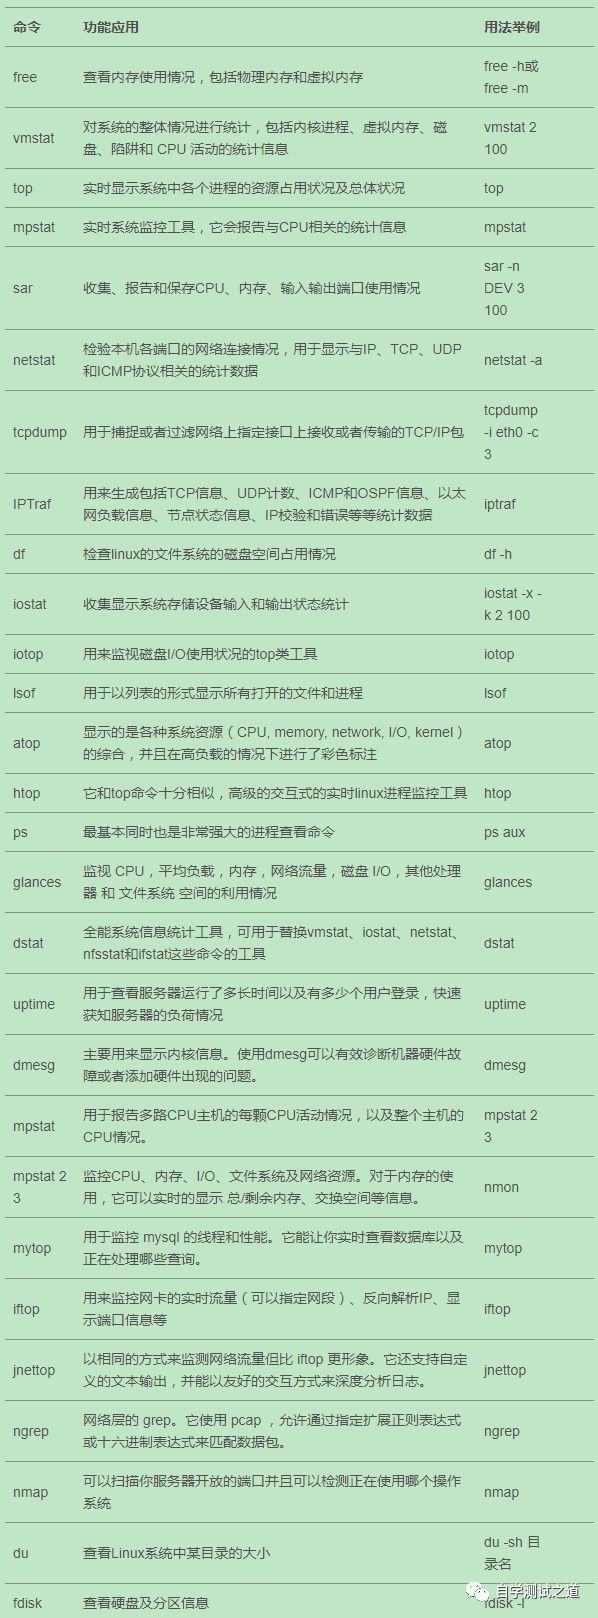 命令 功能应用 用法举例
free 查看内存使用情况，包括物理内存和虚拟内存 free -h或
free -m
vmstat 对系统的整体情况进行统计，包括内核进程、虚拟内存、磁
盘、陷阱和 CPU 活动的统计信息 vmstat 2
100
top 实时显示系统中各个进程的资源占用状况及总体状况 top
mpstat 实时系统监控工具，它会报告与CPU相关的统计信息 mpstat
sar 收集、报告和保存CPU、内存、输入输出端口使用情况 sar -n
DEV 3
100
netstat 检验本机各端口的网络连接情况，用于显示与IP、TCP、UDP
和ICMP协议相关的统计数据 netstat -a
tcpdump 用于捕捉或者过滤网络上指定接口上接收或者传输的TCP/IP包 tcpdump
-i eth0 -c
3
IPTraf 用来生成包括TCP信息、UDP计数、ICMP和OSPF信息、以太
网负载信息、节点状态信息、IP校验和错误等等统计数据 iptraf
df 检查linux的文件系统的磁盘空间占用情况 df -h
iostat 收集显示系统存储设备输入和输出状态统计 iostat -x -
k 2 100
iotop 用来监视磁盘I/O使用状况的top类工具 iotop
lsof 用于以列表的形式显示所有打开的文件和进程 lsof
atop 显示的是各种系统资源（CPU, memory, network, I/O, kernel）
的综合，并且在高负载的情况下进行了彩色标注 atop
htop 它和top命令十分相似，高级的交互式的实时linux进程监控工具 htop
ps 最基本同时也是非常强大的进程查看命令 ps aux
glances 监视 CPU，平均负载，内存，网络流量，磁盘 I/O，其他处理
器 和 文件系统 空间的利用情况 glances
dstat 全能系统信息统计工具，可用于替换vmstat、iostat、netstat、
nfsstat和ifstat这些命令的工具 dstat
uptime 用于查看服务器运行了多长时间以及有多少个用户登录，快速
获知服务器的负荷情况 uptime
dmesg 主要用来显示内核信息。使用dmesg可以有效诊断机器硬件故
障或者添加硬件出现的问题。 dmesg
mpstat 用于报告多路CPU主机的每颗CPU活动情况，以及整个主机的
CPU情况。 mpstat 2
3
mpstat 2
3 监控CPU、内存、I/O、文件系统及网络资源。对于内存的使
用，它可以实时的显示 总/剩余内存、交换空间等信息。 nmon
mytop 用于监控 mysql 的线程和性能。它能让你实时查看数据库以及
正在处理哪些查询。 mytop
iftop 用来监控网卡的实时流量（可以指定网段）、反向解析IP、显
示端口信息等 iftop
jnettop 以相同的方式来监测网络流量但比 iftop 更形象。它还支持自定
义的文本输出，并能以友好的交互方式来深度分析日志。 jnettop
ngrep 网络层的 grep。它使用 pcap ，允许通过指定扩展正则表达式
或十六进制表达式来匹配数据包。 ngrep
nmap 可以扫描你服务器开放的端口并且可以检测正在使用哪个操作
系统 nmap
du 查看Linux系统中某目录的大小 du -sh 目
录名
fdisk 查看硬盘及分区信息 fdisk -l
自学测试之道